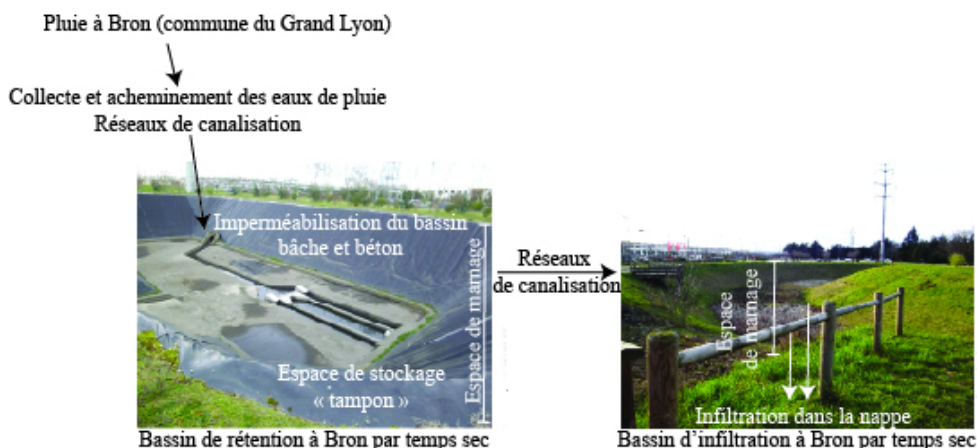 Pluie à Bron (commune du Grand Lyon)
Collecte et acheminement des eaux de pluie
Réseaux de canalisation
Imperméabilisation du bassin
bâche et béton
Espace de marnage
Espace de stockage
« tampon »
Bassin de rétention à Bron par temps sec
Réseaux
de canalisation
Espace
de marnage
Infiltration dans la nappe
Bassin d'infiltration à Bron par temps sec